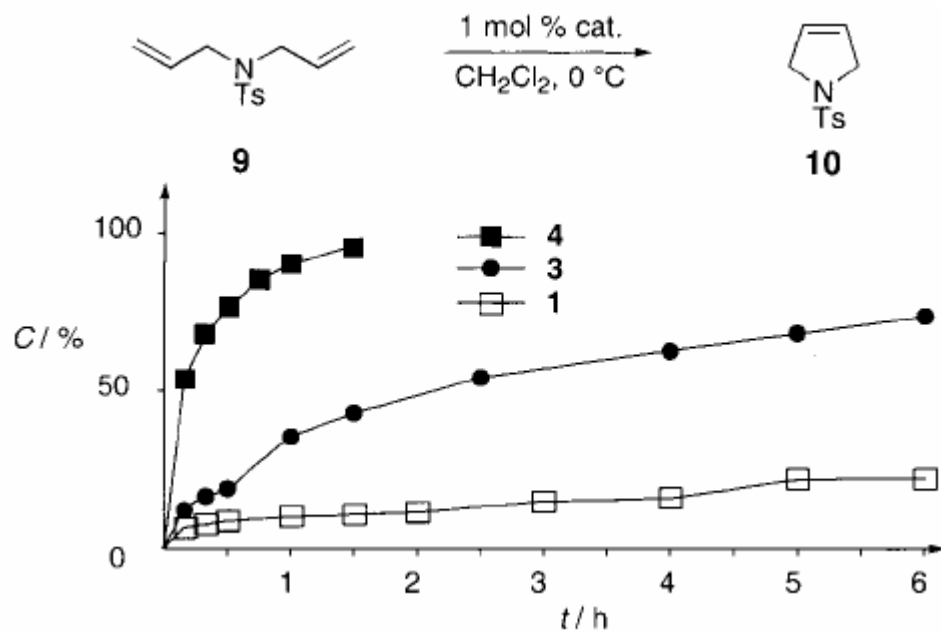 N
Ts
9
1 mol % cat.
CH₂Cl₂, 0 °C
N
Ts
10
100
50
0
C / %
4
3
1
1 2 3 4 5 6
t / h